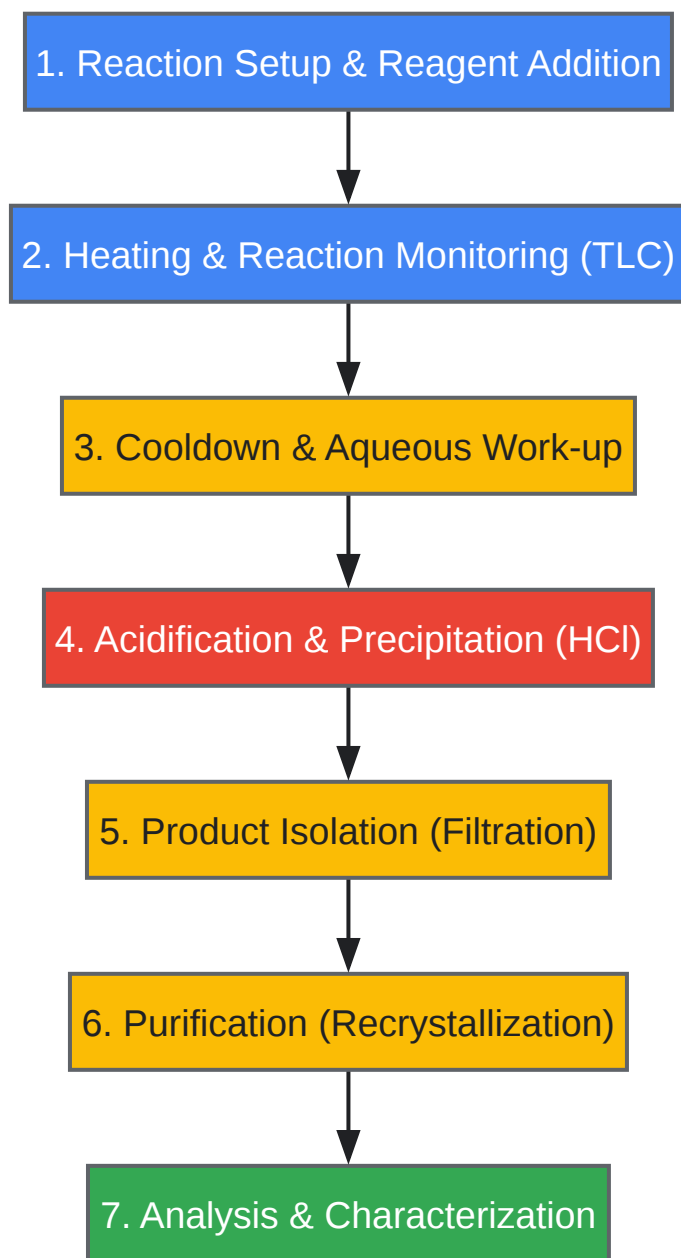 1. Reaction Setup & Reagent Addition
2. Heating & Reaction Monitoring (TLC)
3. Cooldown & Aqueous Work-up
4. Acidification & Precipitation (HCl)
5. Product Isolation (Filtration)
6. Purification (Recrystallization)
7. Analysis & Characterization